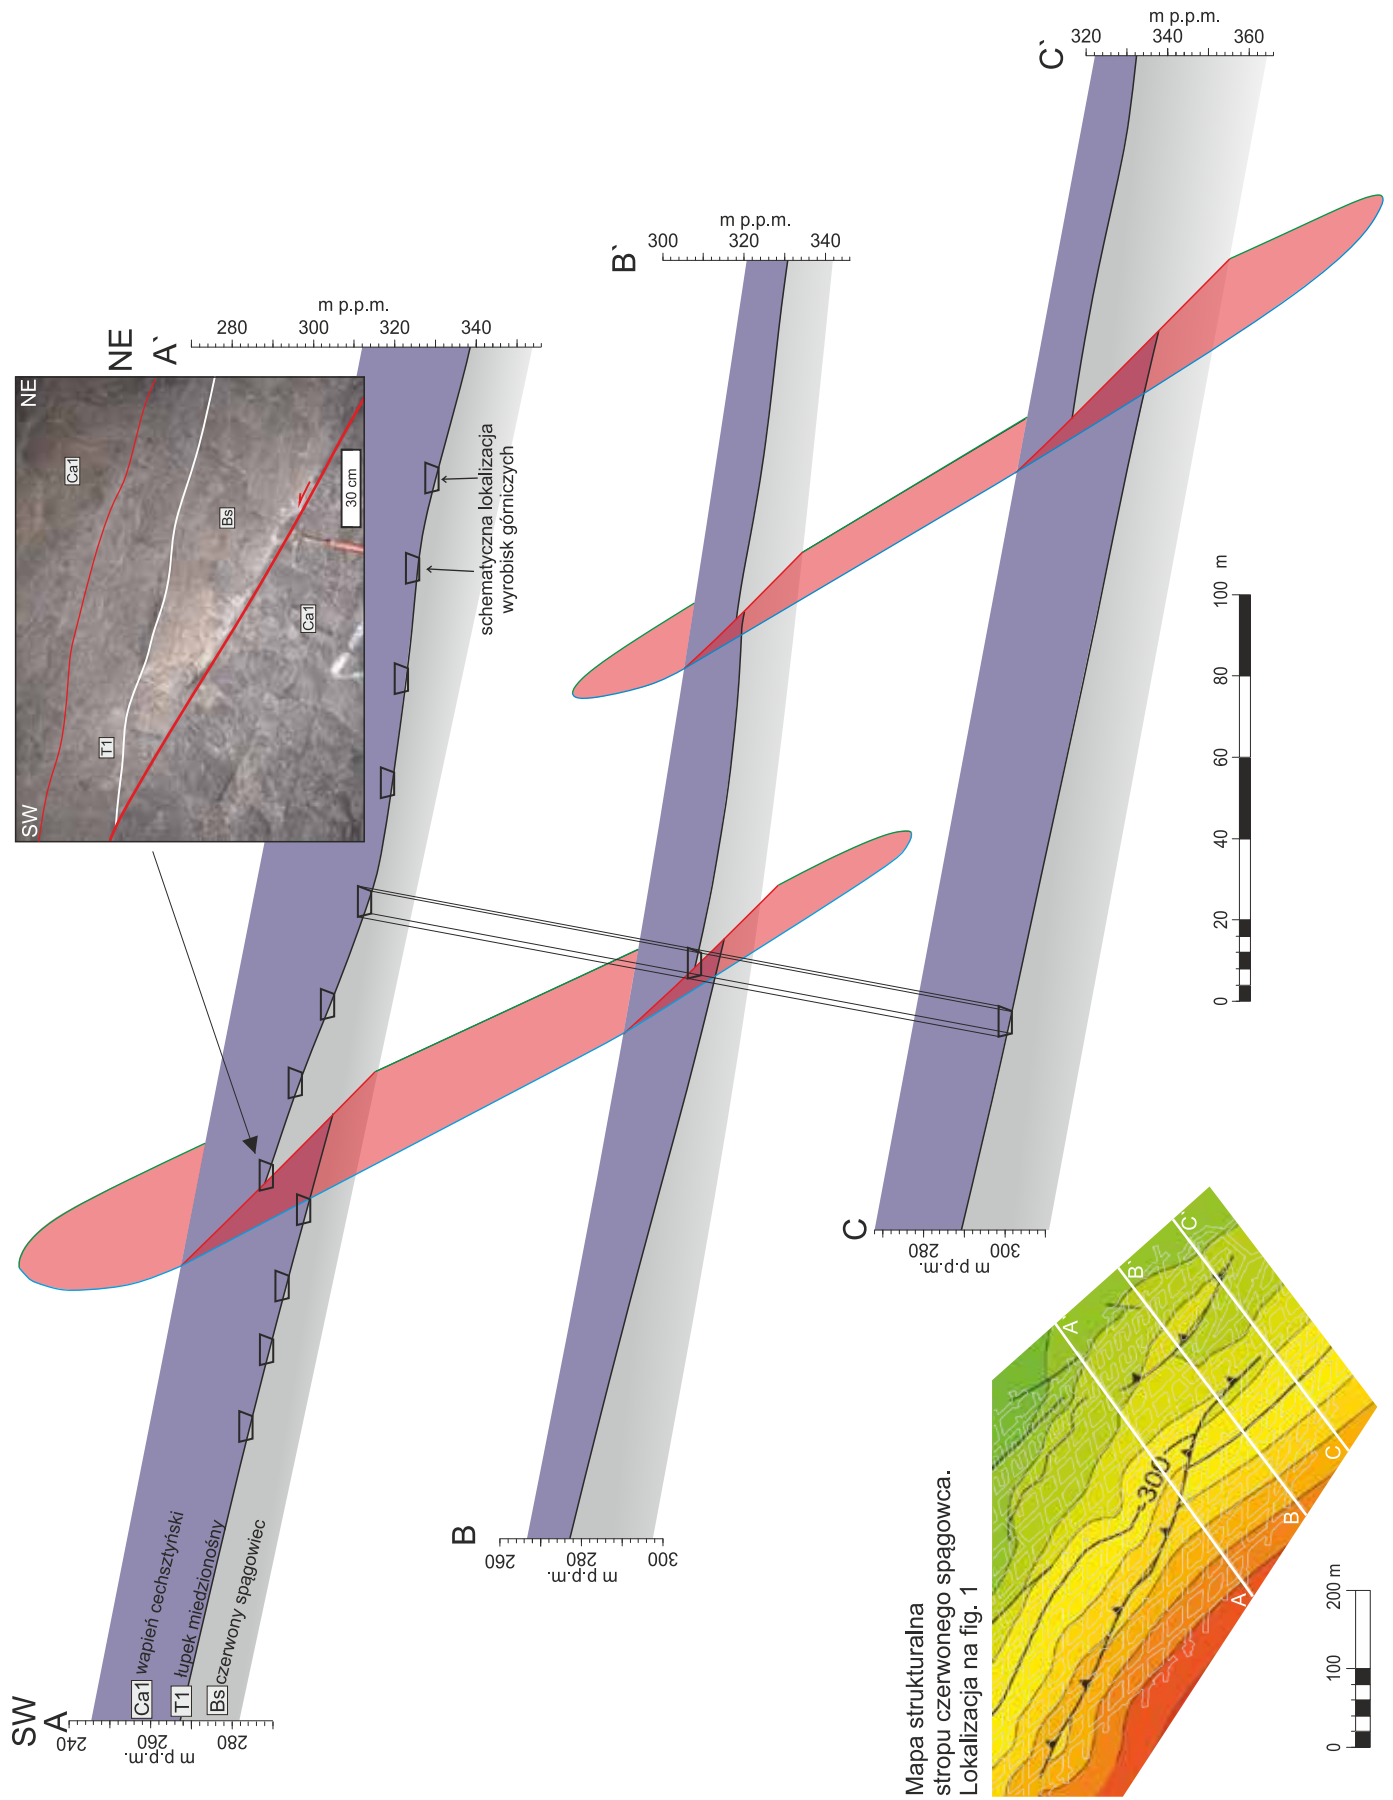 SW
A
240
260
280
m p.p.m.
Ca1 wapień cechsztyński
T1 łupek miedzionośny
Bs czerwony spągowiec
SW
NE
Ca1
T1
Bs
Ca1
30 cm
NE
A`
m p.p.m.
280
300
320
340
schematyczna lokalizacja
wyrobisk górniczych
B
260
280
300
m p.p.m.
B`
m p.p.m.
300
320
340
C
280
300
m p.p.m.
C`
m p.p.m.
320
340
360
0
20
40
60
80
100 m
Mapa strukturalna
stropu czerwonego spągowca.
Lokalizacja na fig. 1
-300
A
A`
B
B`
C
C`
0
100
200 m